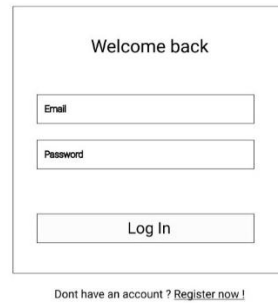 Welcome back
Email
Password
Log In
Dont have an account ? Register now !